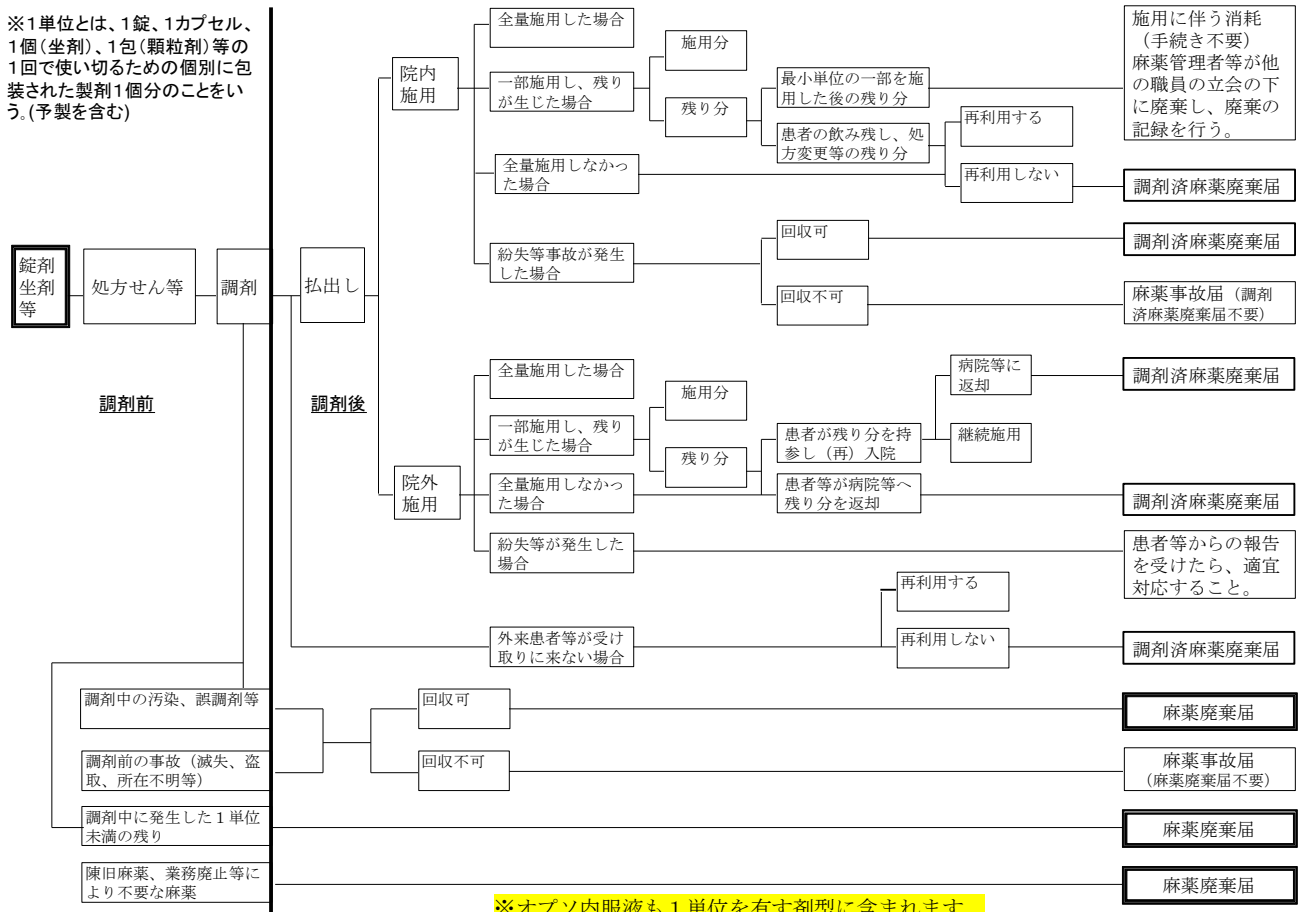 ※1単位とは、1錠、1カプセル、
1個(坐剤)、1包(顆粒剤)等の
1回で使い切るための個別に包
装された製剤1個分のことをい
う。(予製を含む)
錠剤
坐剤
等
処方せん等
調剤
払出し
調剤前
調剤後
院内
施用
全量施用した場合
一部施用し、残り
が生じた場合
施用分
残り分
最小単位の一部を施
用した後の残り分
患者の飲み残し、処
方変更等の残り分
再利用する
再利用しない
施用に伴う消耗
(手続き不要)
麻薬管理者等が他
の職員の立会の下
に廃棄し、廃棄の
記録を行う。
調剤済麻薬廃棄届
全量施用しなかっ
た場合
紛失等事故が発生
した場合
回収可
調剤済麻薬廃棄届
回収不可
麻薬事故届(調剤
済麻薬廃棄届不要)
院外
施用
全量施用した場合
一部施用し、残り
が生じた場合
施用分
残り分
患者が残り分を持
参し(再)入院
病院等に
返却
調剤済麻薬廃棄届
継続施用
全量施用しなかっ
た場合
患者等が病院等へ
残り分を返却
調剤済麻薬廃棄届
紛失等が発生した
場合
患者等からの報告
を受けたら、適宜
対応すること。
外来患者等が受け
取りに来ない場合
再利用する
再利用しない
調剤済麻薬廃棄届
調剤中の汚染、誤調剤等
調剤前の事故(滅失、盗
取、所在不明等)
回収可
麻薬廃棄届
回収不可
麻薬事故届
(麻薬廃棄届不要)
調剤中に発生した1単位
未満の残り
麻薬廃棄届
陳旧麻薬、業務廃止等に
より不要な麻薬
麻薬廃棄届
※オプソ内服液も1単位を有す剤型に含まれます